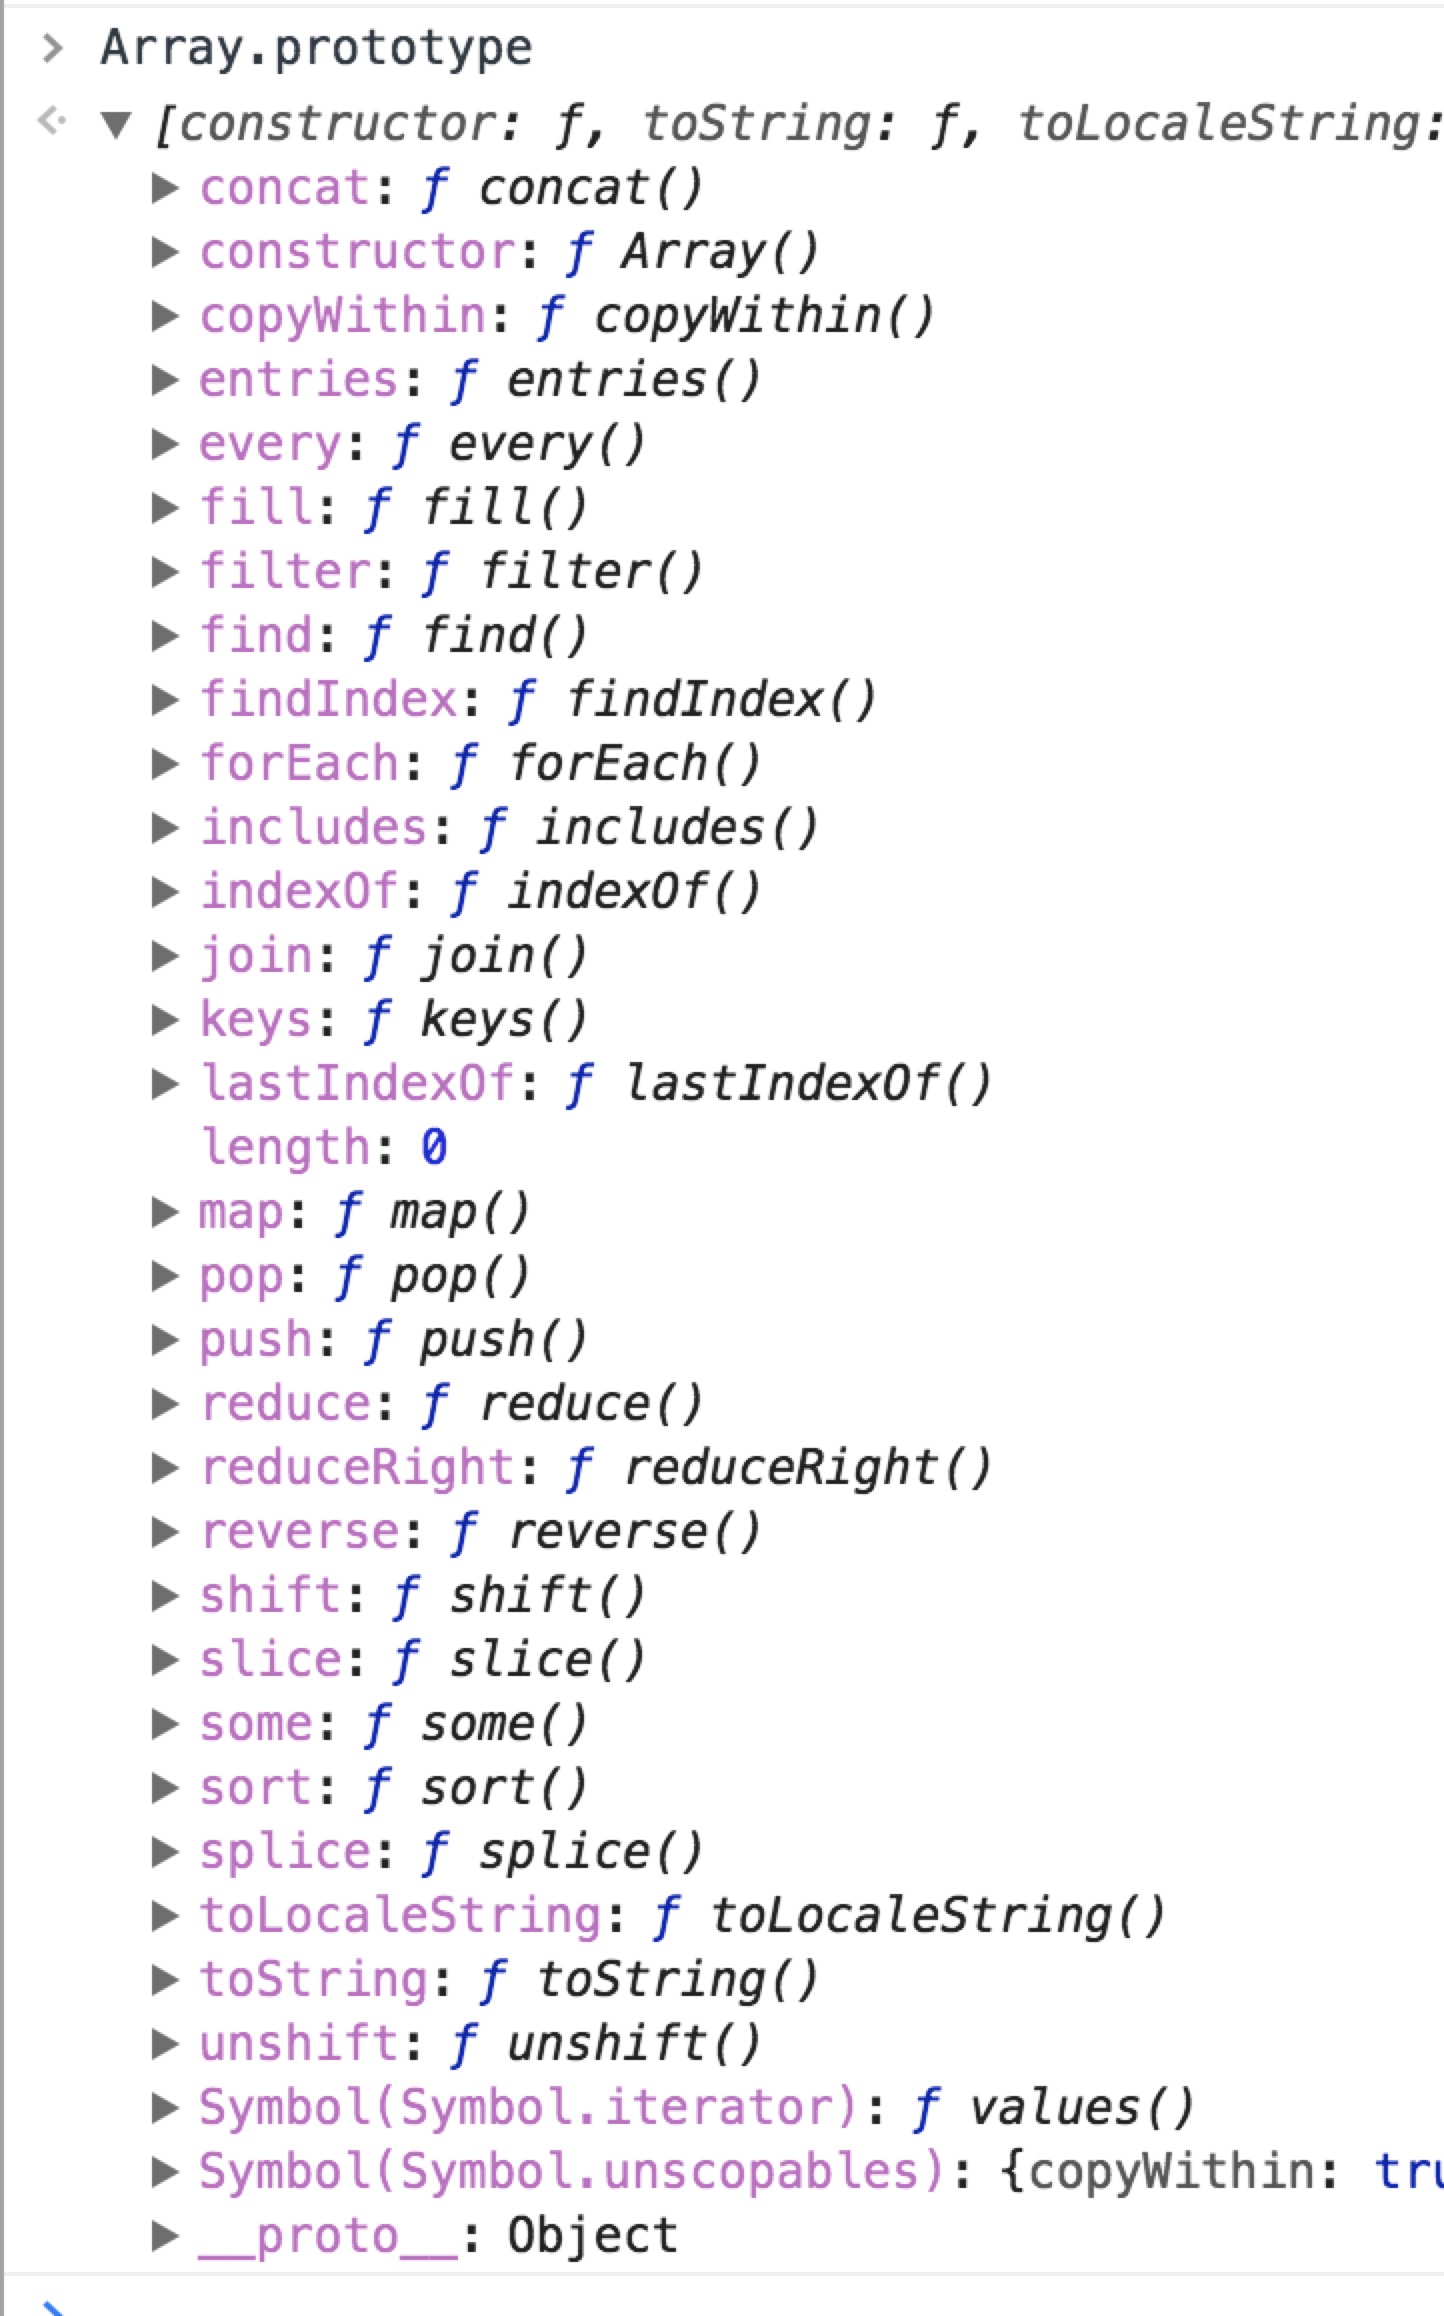 > Array.prototype
<· ▼ [constructor: ƒ, toString: ƒ, toLocaleString:
▶ concat: ƒ concat()
▶ constructor: ƒ Array()
▶ copyWithin: ƒ copyWithin()
▶ entries: ƒ entries()
▶ every: ƒ every()
▶ fill: ƒ fill()
▶ filter: ƒ filter()
▶ find: ƒ find()
▶ findIndex: ƒ findIndex()
▶ forEach: ƒ forEach()
▶ includes: ƒ includes()
▶ indexOf: ƒ indexOf()
▶ join: ƒ join()
▶ keys: ƒ keys()
▶ lastIndexOf: ƒ lastIndexOf()
length: 0
▶ map: ƒ map()
▶ pop: ƒ pop()
▶ push: ƒ push()
▶ reduce: ƒ reduce()
▶ reduceRight: ƒ reduceRight()
▶ reverse: ƒ reverse()
▶ shift: ƒ shift()
▶ slice: ƒ slice()
▶ some: ƒ some()
▶ sort: ƒ sort()
▶ splice: ƒ splice()
▶ toLocaleString: ƒ toLocaleString()
▶ toString: ƒ toString()
▶ unshift: ƒ unshift()
▶ Symbol(Symbol.iterator): ƒ values()
▶ Symbol(Symbol.unscopables): {copyWithin: tru
▶ __proto__: Object